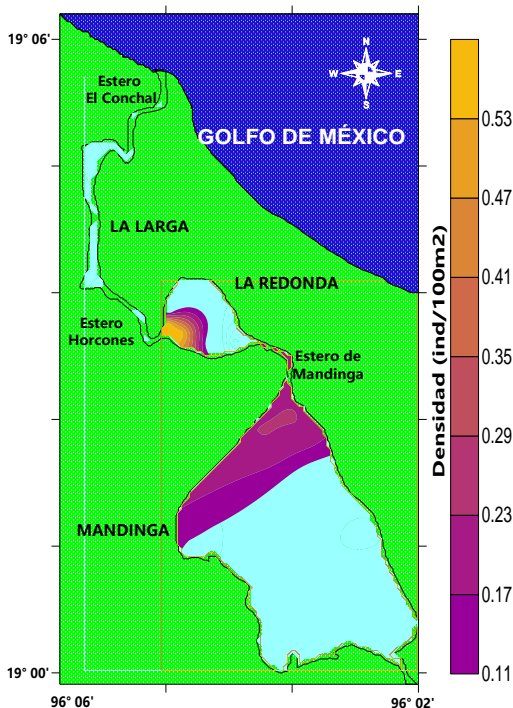 19° 06'
N
W E
S
Estero
El Conchal
GOLFO DE MÉXICO
LA LARGA
LA REDONDA
Estero
Horcones
Estero de
Mandinga
MANDINGA
19° 00'
96° 06'
96° 02'
Densidad (ind/100m2)
0.53
0.47
0.41
0.35
0.29
0.23
0.17
0.11